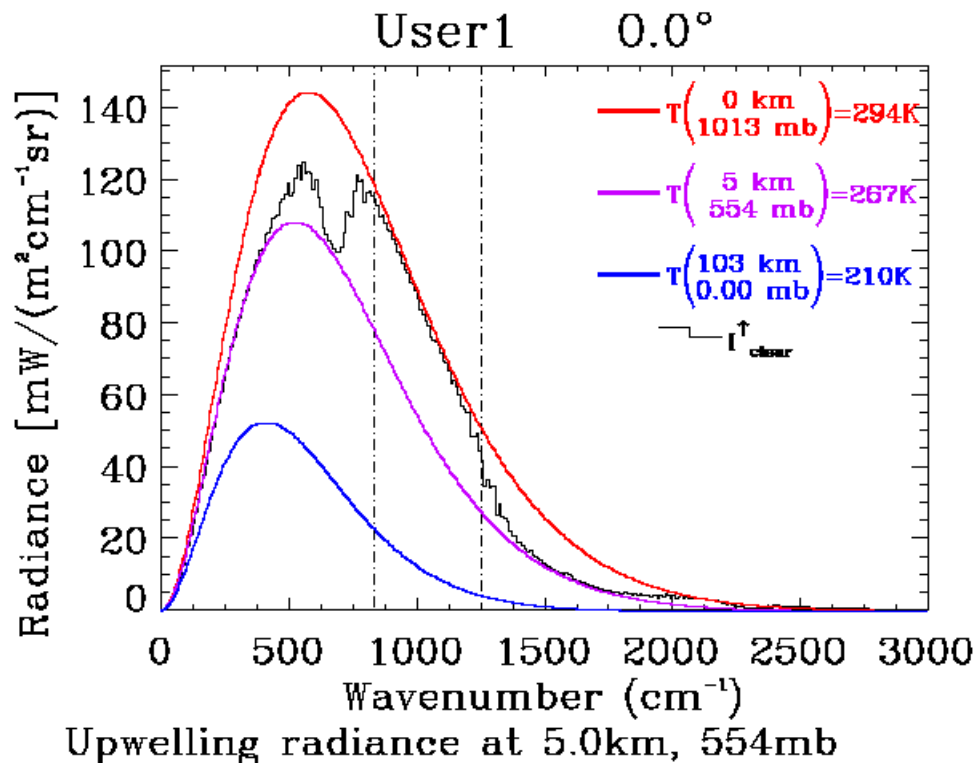 User1 0.0°
Radiance [mW/(m²cm⁻¹sr)]
140
120
100
80
60
40
20
0
T(0 km
1013 mb)=294K
T(5 km
554 mb)=267K
T(103 km
0.00 mb)=210K
I↑clear
0 500 1000 1500 2000 2500 3000
Wavenumber (cm⁻¹)
Upwelling radiance at 5.0km, 554mb